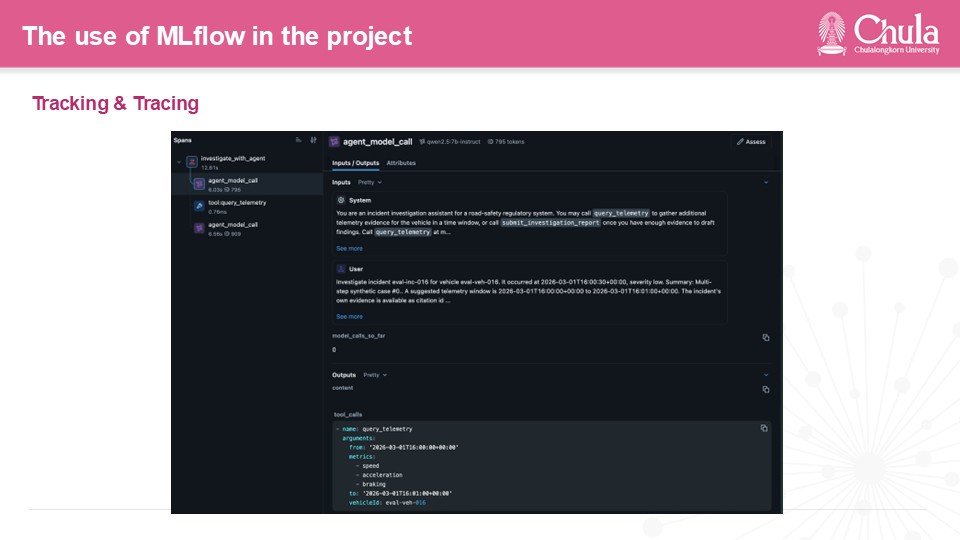 The use of MLflow in the project
Chula
Chulalongkorn University
Tracking & Tracing
Spans
investigate_with_agent
12.61s
agent_model_call
6.03s 795
tool:query_telemetry
0.76ms
agent_model_call
6.56s 909
agent_model_call qwen2.5-7b-instruct 795 tokens
Assess
Inputs / Outputs Attributes
Inputs Pretty
System
You are an incident investigation assistant for a road-safety regulatory system. You may call query_telemetry to gather additional
telemetry evidence for the vehicle in a time window, or call submit_investigation_report once you have enough evidence to draft
findings. Call query_telemetry at m...
See more
User
Investigate incident eval-inc-016 for vehicle eval-veh-016. It occurred at 2026-03-01T16:00:30+00:00, severity low. Summary: Multi-
step synthetic case #0.. A suggested telemetry window is 2026-03-01T16:00:00+00:00 to 2026-03-01T16:01:00+00:00. The incident's
own evidence is available as citation id ...
See more
model_calls_so_far
0
Outputs Pretty
content
tool_calls
- name: query_telemetry
arguments:
from: '2026-03-01T16:00:00+00:00'
metrics:
- speed
- acceleration
- braking
to: '2026-03-01T16:01:00+00:00'
vehicleId: eval-veh-016